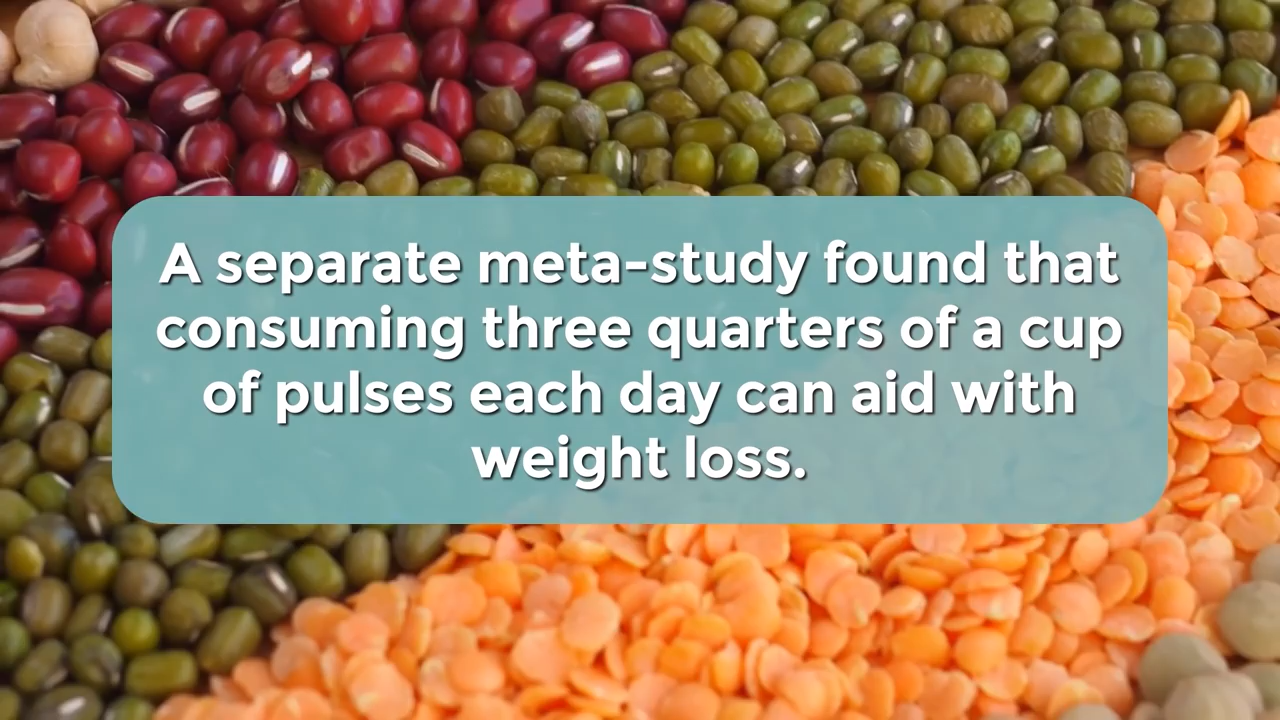 A separate meta-study found that
consuming three quarters of a cup
of pulses each day can aid with
weight loss.